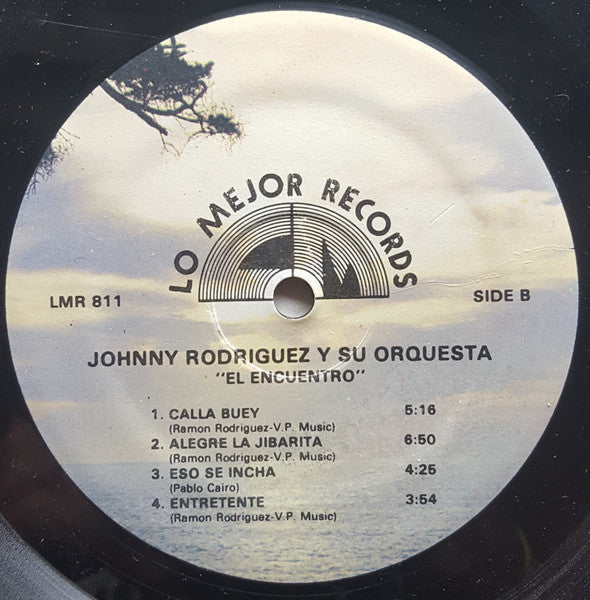 LO MEJOR RECORDS
LM
LMR 811
SIDE B
JOHNNY RODRIGUEZ Y SU ORQUESTA
"EL ENCUENTRO"
1. CALLA BUEY 5:16
(Ramon Rodriguez-V.P. Music)
2. ALEGRE LA JIBARITA 6:50
(Ramon Rodriguez-V.P. Music)
3. ESO SE INCHA 4:25
(Pablo Cairo)
4. ENTRETENTE 3:54
(Ramon Rodriguez-V.P. Music)